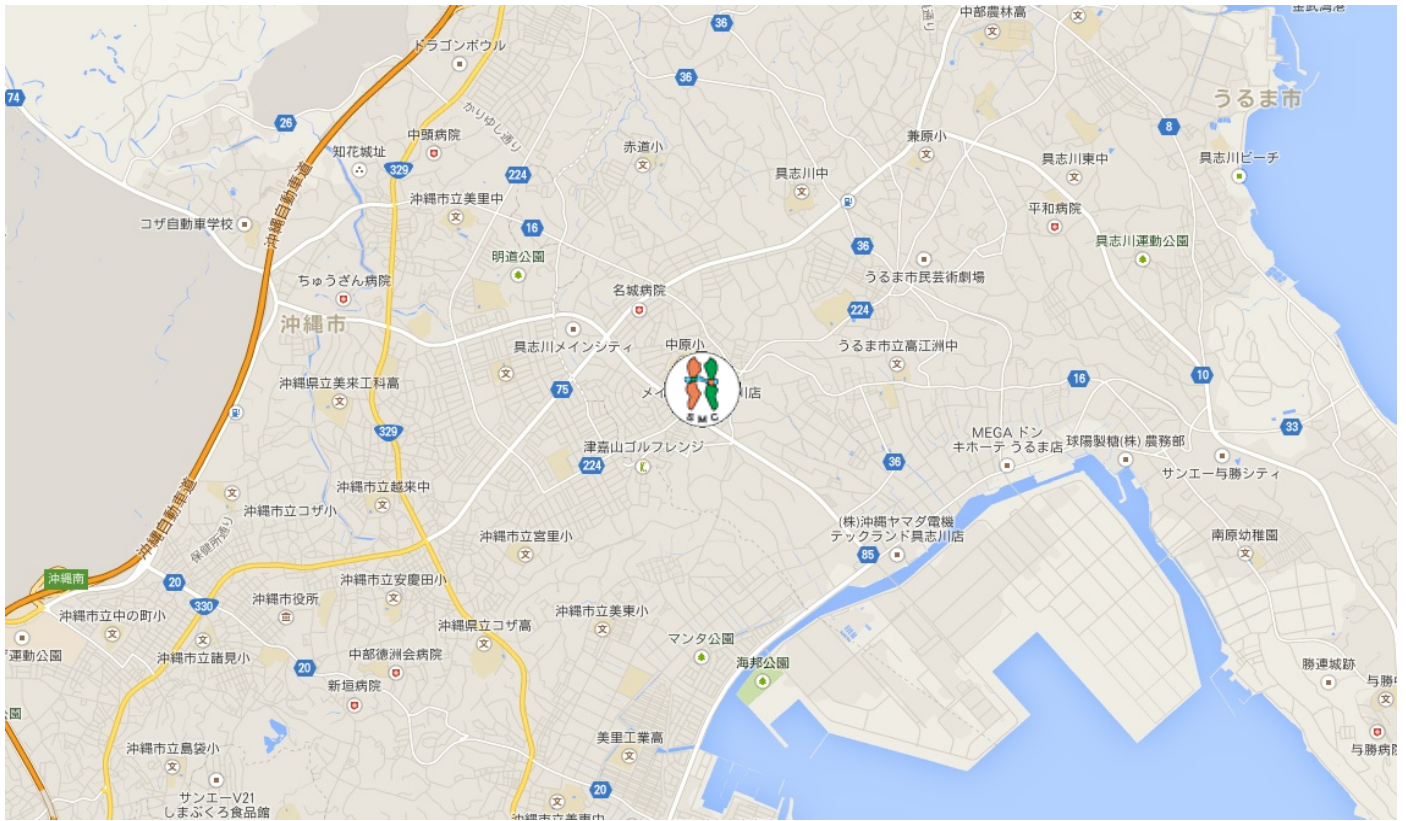 中部農林高
36
ドラゴンボウル
36
74
うるま市
26
かりゆし通り
8
中頭病院
知花城址
兼原小
赤道小
具志川東中
具志川ビーチ
329
224
具志川中
沖縄自動車道
沖縄市立美里中
平和病院
コザ自動車学校
16
36
具志川運動公園
明道公園
うるま市民芸術劇場
ちゅうざん病院
名城病院
224
沖縄市
具志川メインシティ
中原小
うるま市立高江洲中
沖縄県立美来工科高
75
16
10
川店
SMC
329
33
MEGA ドン
キホーテ うるま店
球陽製糖(株) 農務部
津嘉山ゴルフレンジ
224
36
サンエー与勝シティ
沖縄市立越来中
沖縄市立コザ小
沖縄自動車道
保健所通り
沖縄市立宮里小
(株)沖縄ヤマダ電機
テックランド具志川店
南原幼稚園
85
沖縄南
20
沖縄市立安慶田小
330
沖縄市役所
沖縄市立中の町小
沖縄市立美東小
沖縄県立コザ高
マンタ公園
運動公園
沖縄市立諸見小
中部徳洲会病院
20
海邦公園
勝連城跡
新垣病院
与勝中
公園
美里工業高
沖縄市立島袋小
与勝病院
20
サンエーV21
しまぶくろ食品館
沖縄市立美東中